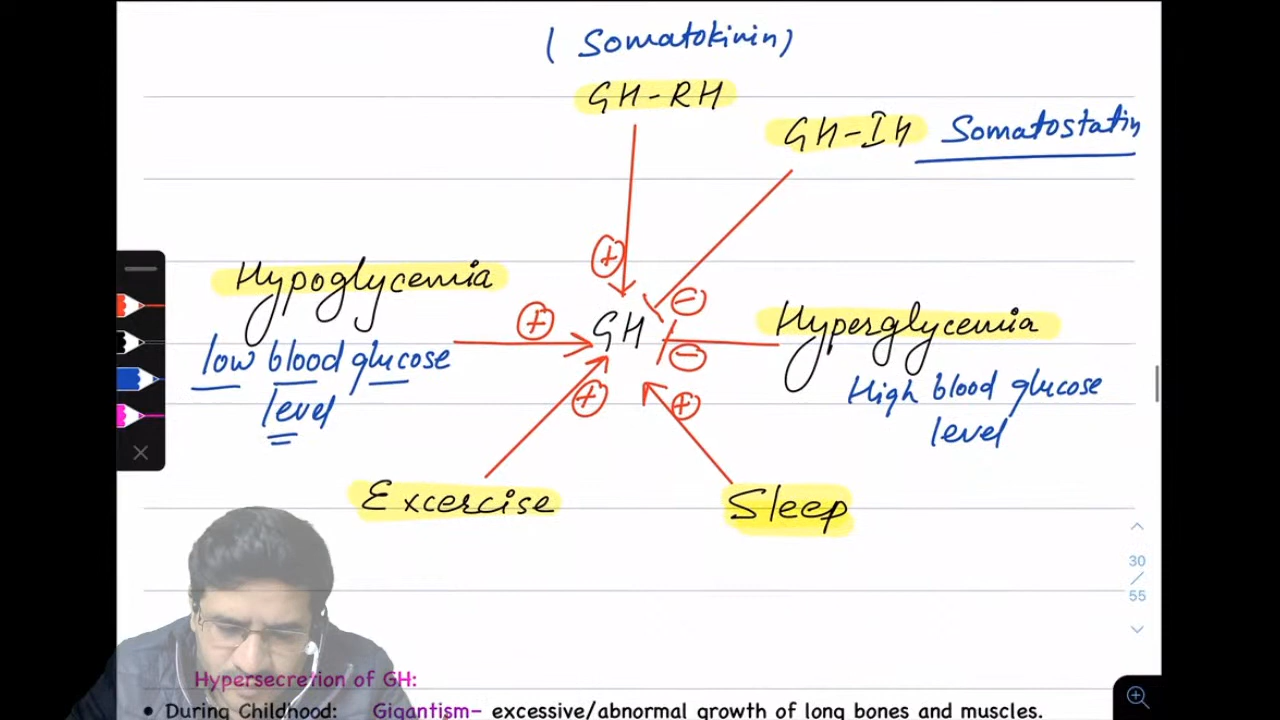 ( Somatokinin)
GH-RH
GH-IH Somatostatin
Hypoglycemia
low blood glucose
level
+
-
+
GH
-
Hyperglycemia
High blood glucose
level
+
+
Excercise
Sleep
30
/
55
Hypersecretion of GH:
• During Childhood: Gigantism- excessive/abnormal growth of long bones and muscles.